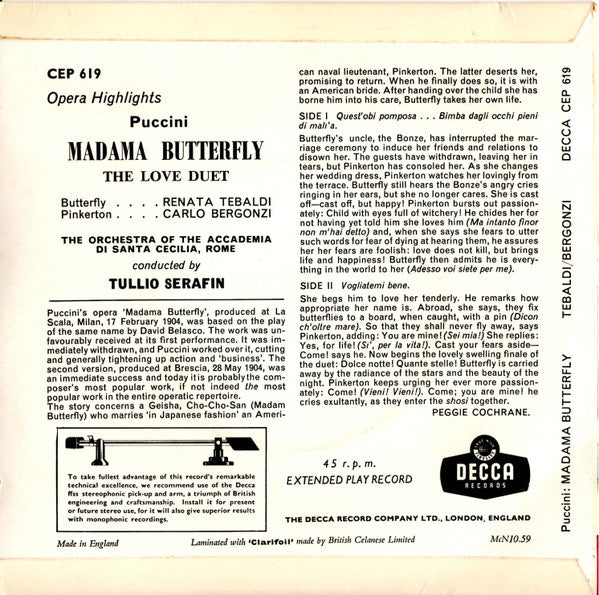 CEP 619
Opera Highlights
Puccini
MADAMA BUTTERFLY
THE LOVE DUET
Butterfly . . . . RENATA TEBALDI
Pinkerton . . . . CARLO BERGONZI
THE ORCHESTRA OF THE ACCADEMIA
DI SANTA CECILIA, ROME
conducted by
TULLIO SERAFIN
Puccini's opera 'Madama Butterfly', produced at La
Scala, Milan, 17 February 1904, was based on the play
of the same name by David Belasco. The work was un-
favourably received at its first performance. It was im-
mediately withdrawn, and Puccini worked over it, cutting
and generally tightening up action and 'business'. The
second version, produced at Brescia, 28 May 1904, was
an immediate success and today it is probably the com-
poser's most popular work, if not indeed the most
popular work in the entire operatic repertoire.
The story concerns a Geisha, Cho-Cho-San (Madam
Butterfly) who marries 'in Japanese fashion' an Ameri-
can naval lieutenant, Pinkerton. The latter deserts her,
promising to return. When he finally does so, it is with
an American bride. After handing over the child she has
borne him into his care, Butterfly takes her own life.
SIDE I Quest'obi pomposa . . . Bimba dagli occhi pieni
di mali'a.
Butterfly's uncle, the Bonze, has interrupted the mar-
riage ceremony to induce her friends and relations to
disown her. The guests have withdrawn, leaving her in
tears, but Pinkerton has consoled her. As she changes
her wedding dress, Pinkerton watches her lovingly from
the terrace. Butterfly still hears the Bonze's angry cries
ringing in her ears, but she no longer cares. She is cast
off—cast off, but happy! Pinkerton bursts out passion-
ately: Child with eyes full of witchery! He chides her for
not having yet told him she loves him (Ma intanto finor
non m'hai detto) and, when she says she fears to utter
such words for fear of dying at hearing them, he assures
her her fears are foolish: love does not kill, but brings
life and happiness! Butterfly then admits he is every-
thing in the world to her (Adesso voi siete per me).
SIDE II Vogliatemi bene.
She begs him to love her tenderly. He remarks how
appropriate her name is. Abroad, she says, they fix
butterflies to a board, when caught, with a pin (Dicon
ch'oltre mare). So that they shall never fly away, says
Pinkerton, adding: You are mine! (Sei mia!) She replies:
Yes, for life! (Si', per la vita!). Cast your fears aside—
Come! says he. Now begins the lovely swelling finale of
the duet: Dolce notte! Quante stelle! Butterfly is carried
away by the radiance of the stars and the beauty of the
night. Pinkerton keeps urging her ever more passion-
ately: Come! (Vieni! Vieni!). Come; you are mine! he
cries exultantly, as they enter the shosi together.
PEGGIE COCHRANE.
To take fullest advantage of this record's remarkable
technical excellence, we recommend use of the Decca
ffss stereophonic pick-up and arm, a triumph of British
engineering and craftsmanship. Install it for present
or future stereo use, for it will also give superior results
with monophonic recordings.
45 r.p.m.
EXTENDED PLAY RECORD
DECCA
RECORDS
THE DECCA RECORD COMPANY LTD., LONDON, ENGLAND
Made in England
Laminated with 'Clarifoil' made by British Celanese Limited
McN10.59
Puccini: MADAMA BUTTERFLY TEBALDI/BERGONZI DECCA CEP 619